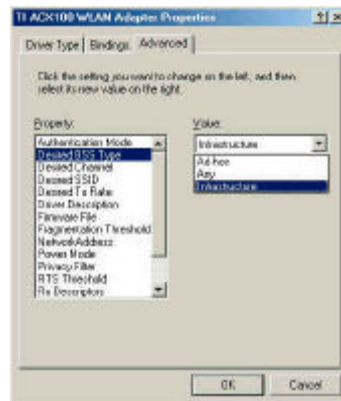 TI ACX100 WLAN Adapter Properties
? x
Driver Type Bindings Advanced
Click the setting you want to change on the left, and then
select its new value on the right.
Property:
Value:
Authentication Mode
Desired BSS Type
Desired Channel
Desired SSID
Desired Tx Rate
Driver Description
Firmware File
Fragmentation Threshold
NetworkAddress
Power Mode
Privacy Filter
RTS Threshold
Rx Descriptors
Infrastructure
Ad-hoc
Any
Infrastructure
OK
Cancel